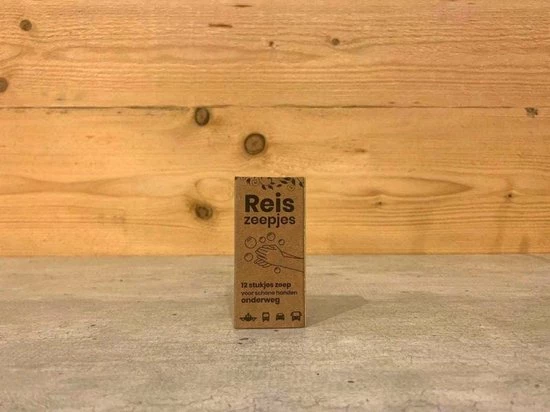 Reis
zeepjes
12 stukjes zeep
voor schone handen
onderweg